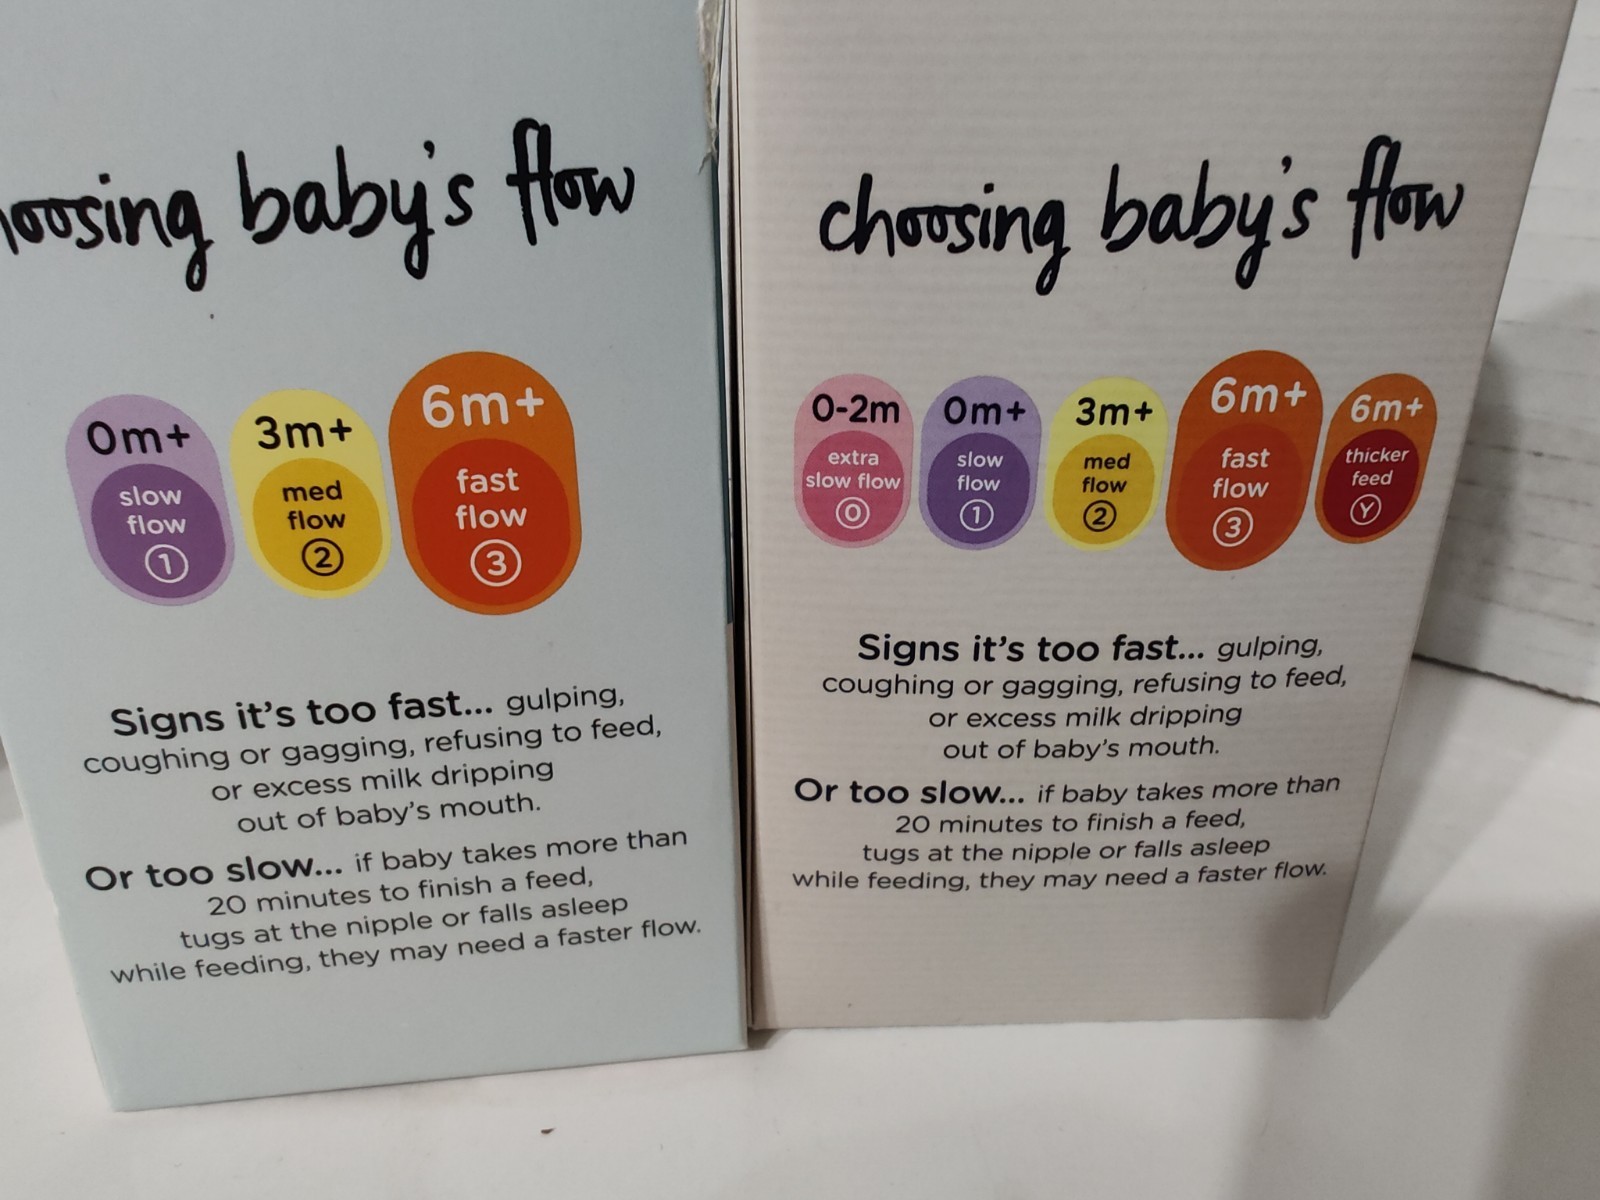 hoosing baby's flow
0m+
slow
flow
1
3m+
med
flow
2
6m+
fast
flow
3
Signs it's too fast... gulping,
coughing or gagging, refusing to feed,
or excess milk dripping
out of baby's mouth.
Or too slow... if baby takes more than
20 minutes to finish a feed,
tugs at the nipple or falls asleep
while feeding, they may need a faster flow.
choosing baby's flow
0-2m
extra
slow flow
0
0m+
slow
flow
1
3m+
med
flow
2
6m+
fast
flow
3
6m+
thicker
feed
Y
Signs it's too fast... gulping,
coughing or gagging, refusing to feed,
or excess milk dripping
out of baby's mouth.
Or too slow... if baby takes more than
20 minutes to finish a feed,
tugs at the nipple or falls asleep
while feeding, they may need a faster flow.